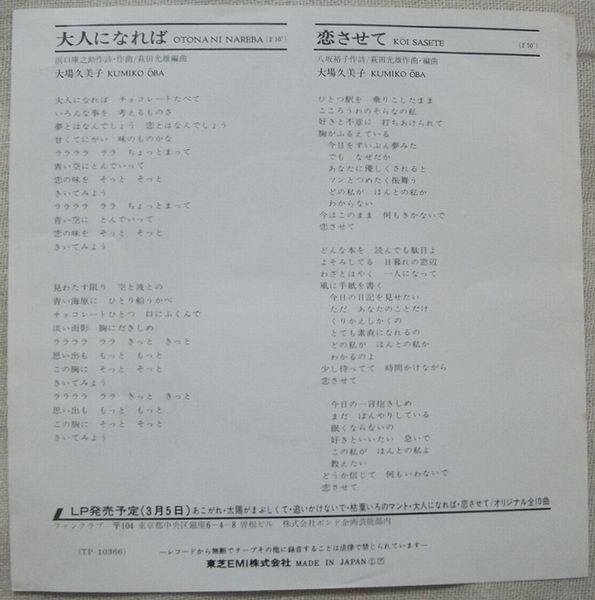 大人になれば OTONA NI NAREBA (2'10")
浜口庫之助作詩・作曲/萩田光雄編曲
大場久美子 KUMIKO ŌBA
大人になれば チョコレートたべて
いろんな事を 考えるものさ
夢とはなんでしょう 恋とはなんでしょう
甘くてにがい 味のものかな
ララララ ララ ちょっとまって
青い空にとんでいって
恋の味を そっと そっと
きいてみよう
ララララ ララ ちょっとまって
青い空に とんでいって
恋の味を そっと そっと
きいてみよう
見わたす限り 空と波との
青い海原に ひとり船うかべ
チョコレートひとつ 口にふくんで
淡い面影 胸にだきしめ
ララララ ララ きっと きっと
思い出も もっと もっと
この胸に そっと そっと
きいてみよう
ララララ ララ きっと きっと
思い出も もっと もっと
この胸に そっと そっと
きいてみよう
恋させて KOI SASETE (2'50")
八坂裕子作詩/萩田光雄作曲・編曲
大場久美子 KUMIKO ŌBA
ひとつ駅を 乗りこしたまま
こころうわのそらなの私
好きと不意に 打ちあけられて
胸がふるえている
今日をずいぶん夢みた
でも なぜだか
あなたに優しくされると
ツンとつめたく振舞う
どの私が ほんとの私か
わからない
今はこのまま 何もきかないで
恋させて
どんな本を 読んでも駄目よ
よそみしてる 日暮れの窓辺
わざとはやく 一人になって
風に手紙を書く
今日の日記を見せたい
ただ あなたのことだけ
くりかえしかくの
とても素直になれるの
どの私が ほんとの私か
わかるのよ
少し待ってて 時間かけながら
恋させて
今日の一言抱きしめ
まだ ぼんやりしている
眠くならないの
好きといいたい 急いで
この私が ほんとの私よ
教えたい
どうか信じて 何もいわないで
恋させて
LP発売予定(3月5日)あこがれ・太陽がまぶしくて・追いかけないで・枯葉いろのマント・大人になれば・恋させて/オリジナル全10曲
ファンクラブ 〒104 東京都中央区銀座6−4−8 曽根ビル 株式会社ボンド企画芸能部内
(TP-10366)
―レコードから無断でテープその他に録音することは法律で禁じられています―
東芝EMI株式会社 MADE IN JAPAN Ⓘ Ⓟ